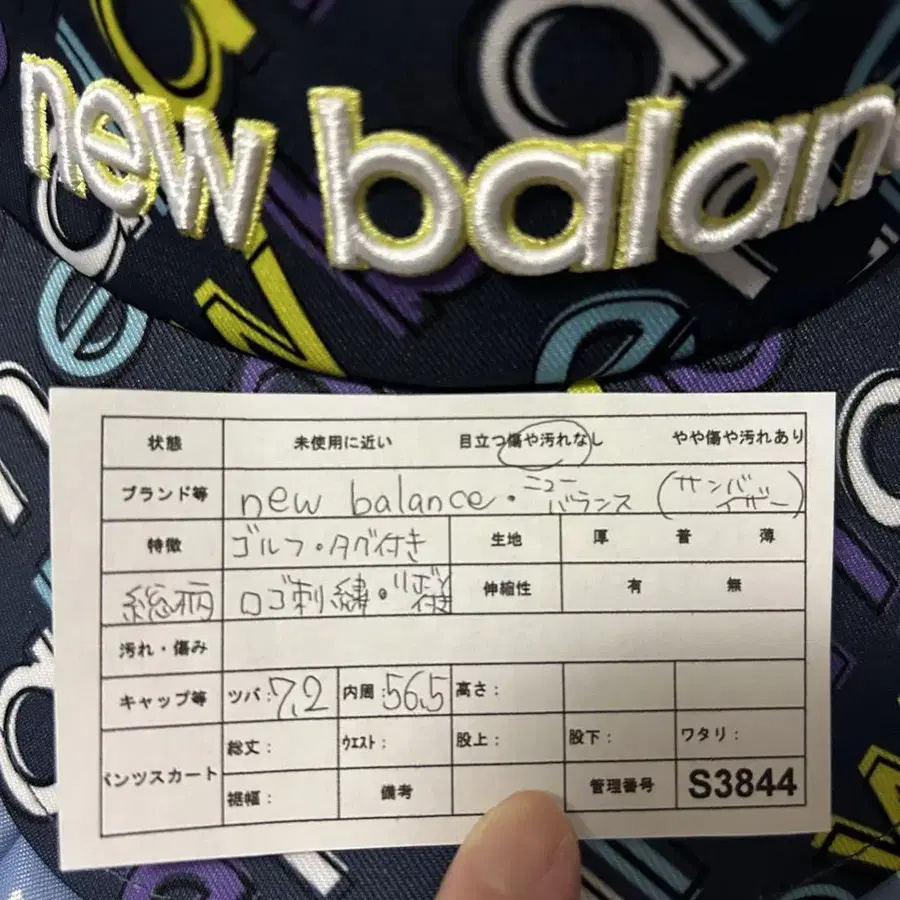 new balan
状態 未使用に近い 目立つ傷や汚れなし やや傷や汚れあり
ブランド等 new balance・ニューバランス (サンバイザー)
特徴 ゴルフ・タグ付き 生地 厚 普 薄
総柄 ロゴ刺繍・リボン付き 伸縮性 有 無
汚れ・傷み
キャップ等 ツバ:7,2 内周:56,5 高さ:
パンツスカート 総丈: ウエスト: 股上: 股下: ワタリ:
裾幅: 備考 管理番号 S3844